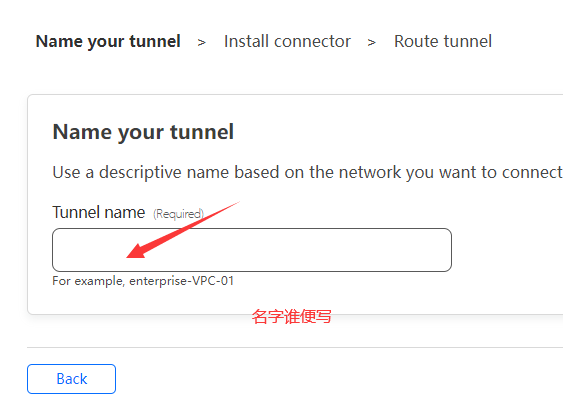 Name your tunnel > Install connector > Route tunnel
Name your tunnel
Use a descriptive name based on the network you want to connect
Tunnel name (Required)
For example, enterprise-VPC-01
名字谁便写
Back